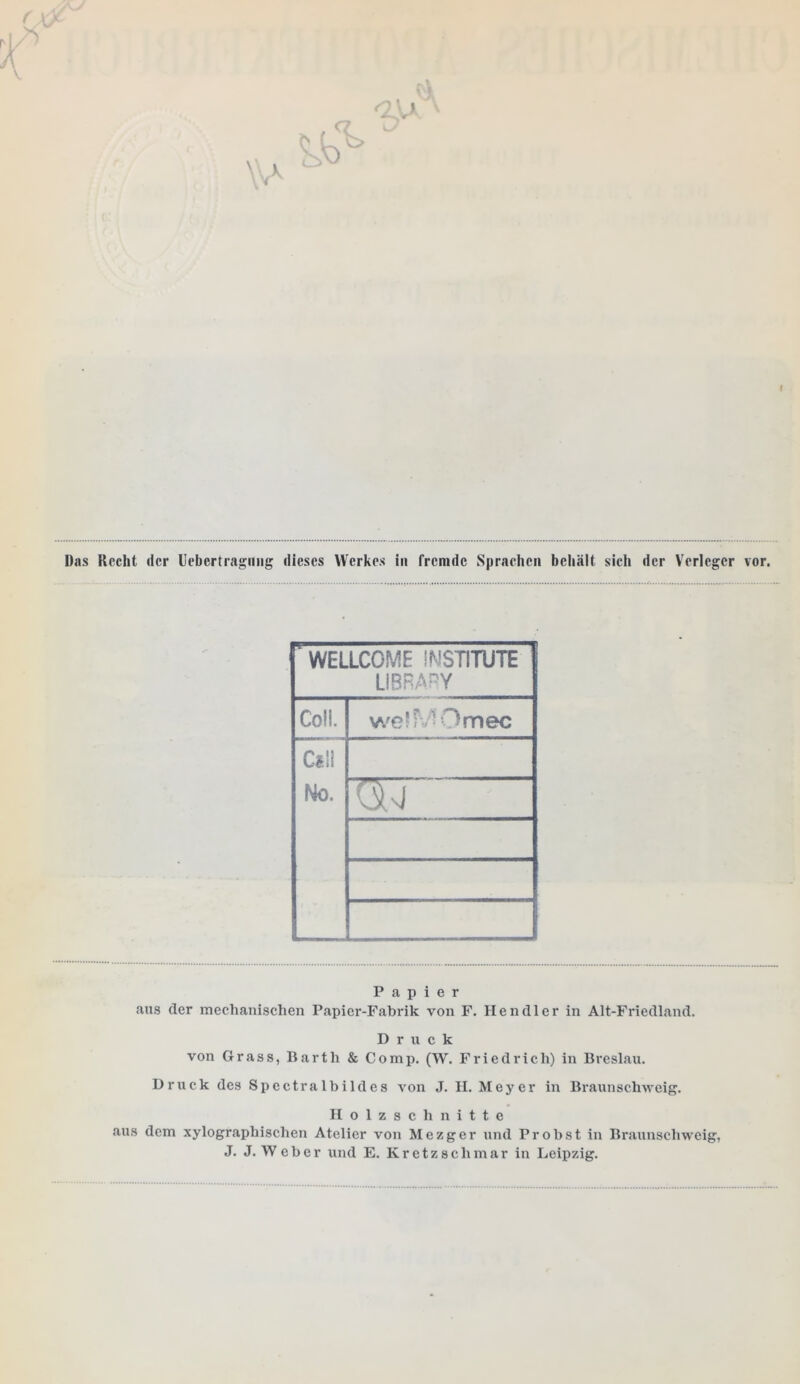 Das Recht der Uebertragung dieses Werkes in fremde Sprachen behält sich der Verleger vor.
WELLCOME INSTITUTE
LIBRARY
Coll. welMOmec
Call
No. QV
Papier
aus der mechanischen Papier-Fabrik von F. Hendler in Alt-Friedland.
Druck
von Grass, Barth & Comp. (W. Friedrich) in Breslau.
Druck des Spectralbildes von J. H. Meyer in Braunschweig.
Holzschnitte
aus dem xylographischen Atelier von Mezger und Probst in Braunschweig,
J. J. Weber und E. Kretzschmar in Leipzig.